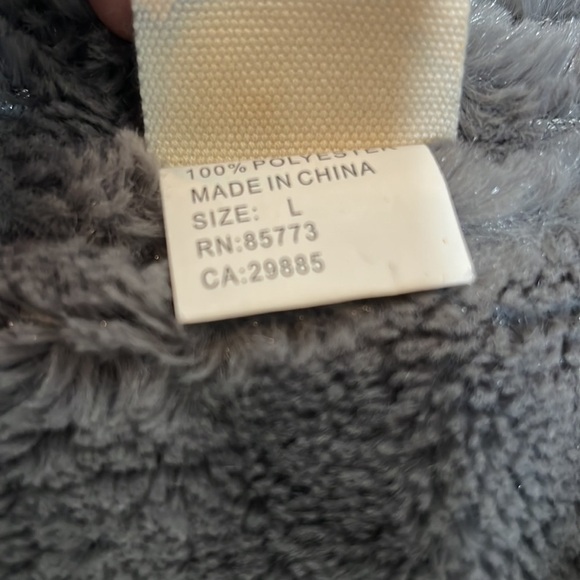 100% POLYESTER
MADE IN CHINA
SIZE: L
RN:85773
CA:29885